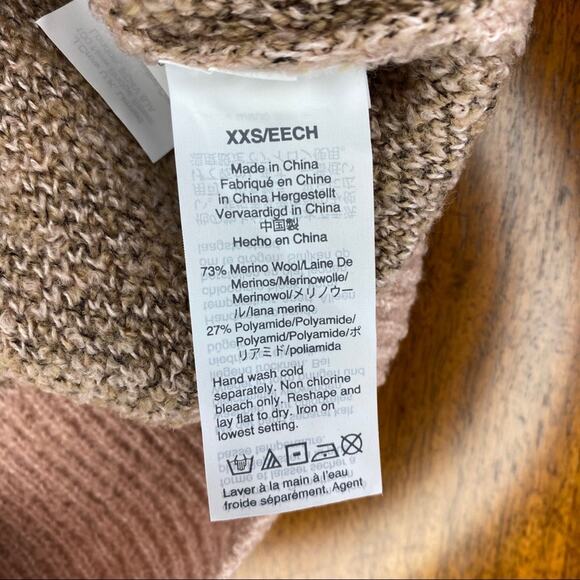 XXS/EECH
Made in China
Fabriqué en Chine
in China Hergestellt
Vervaardigd in China
中国製
Hecho en China
73% Merino Wool/Laine De
Merinos/Merinowolle/
Merinowol/メリノウー
ル/lana merino
27% Polyamide/Polyamide/
Polyamid/Polyamide/ポ
リアミド/poliamida
Hand wash cold
separately. Non chlorine
bleach only. Reshape and
lay flat to dry. Iron on
lowest setting.
Laver à la main à l'eau
froide séparément. Agent